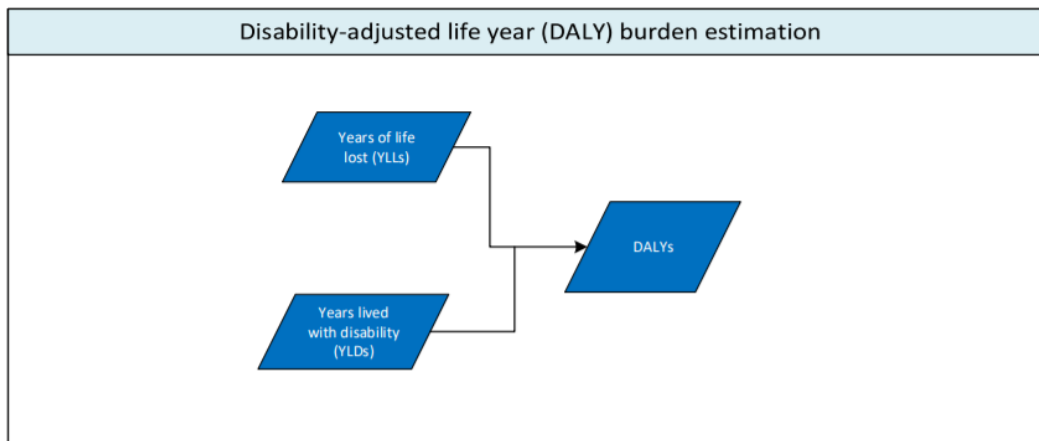 Disability-adjusted life year (DALY) burden estimation
Years of life
lost (YLLs)
DALYs
Years lived
with disability
(YLDs)